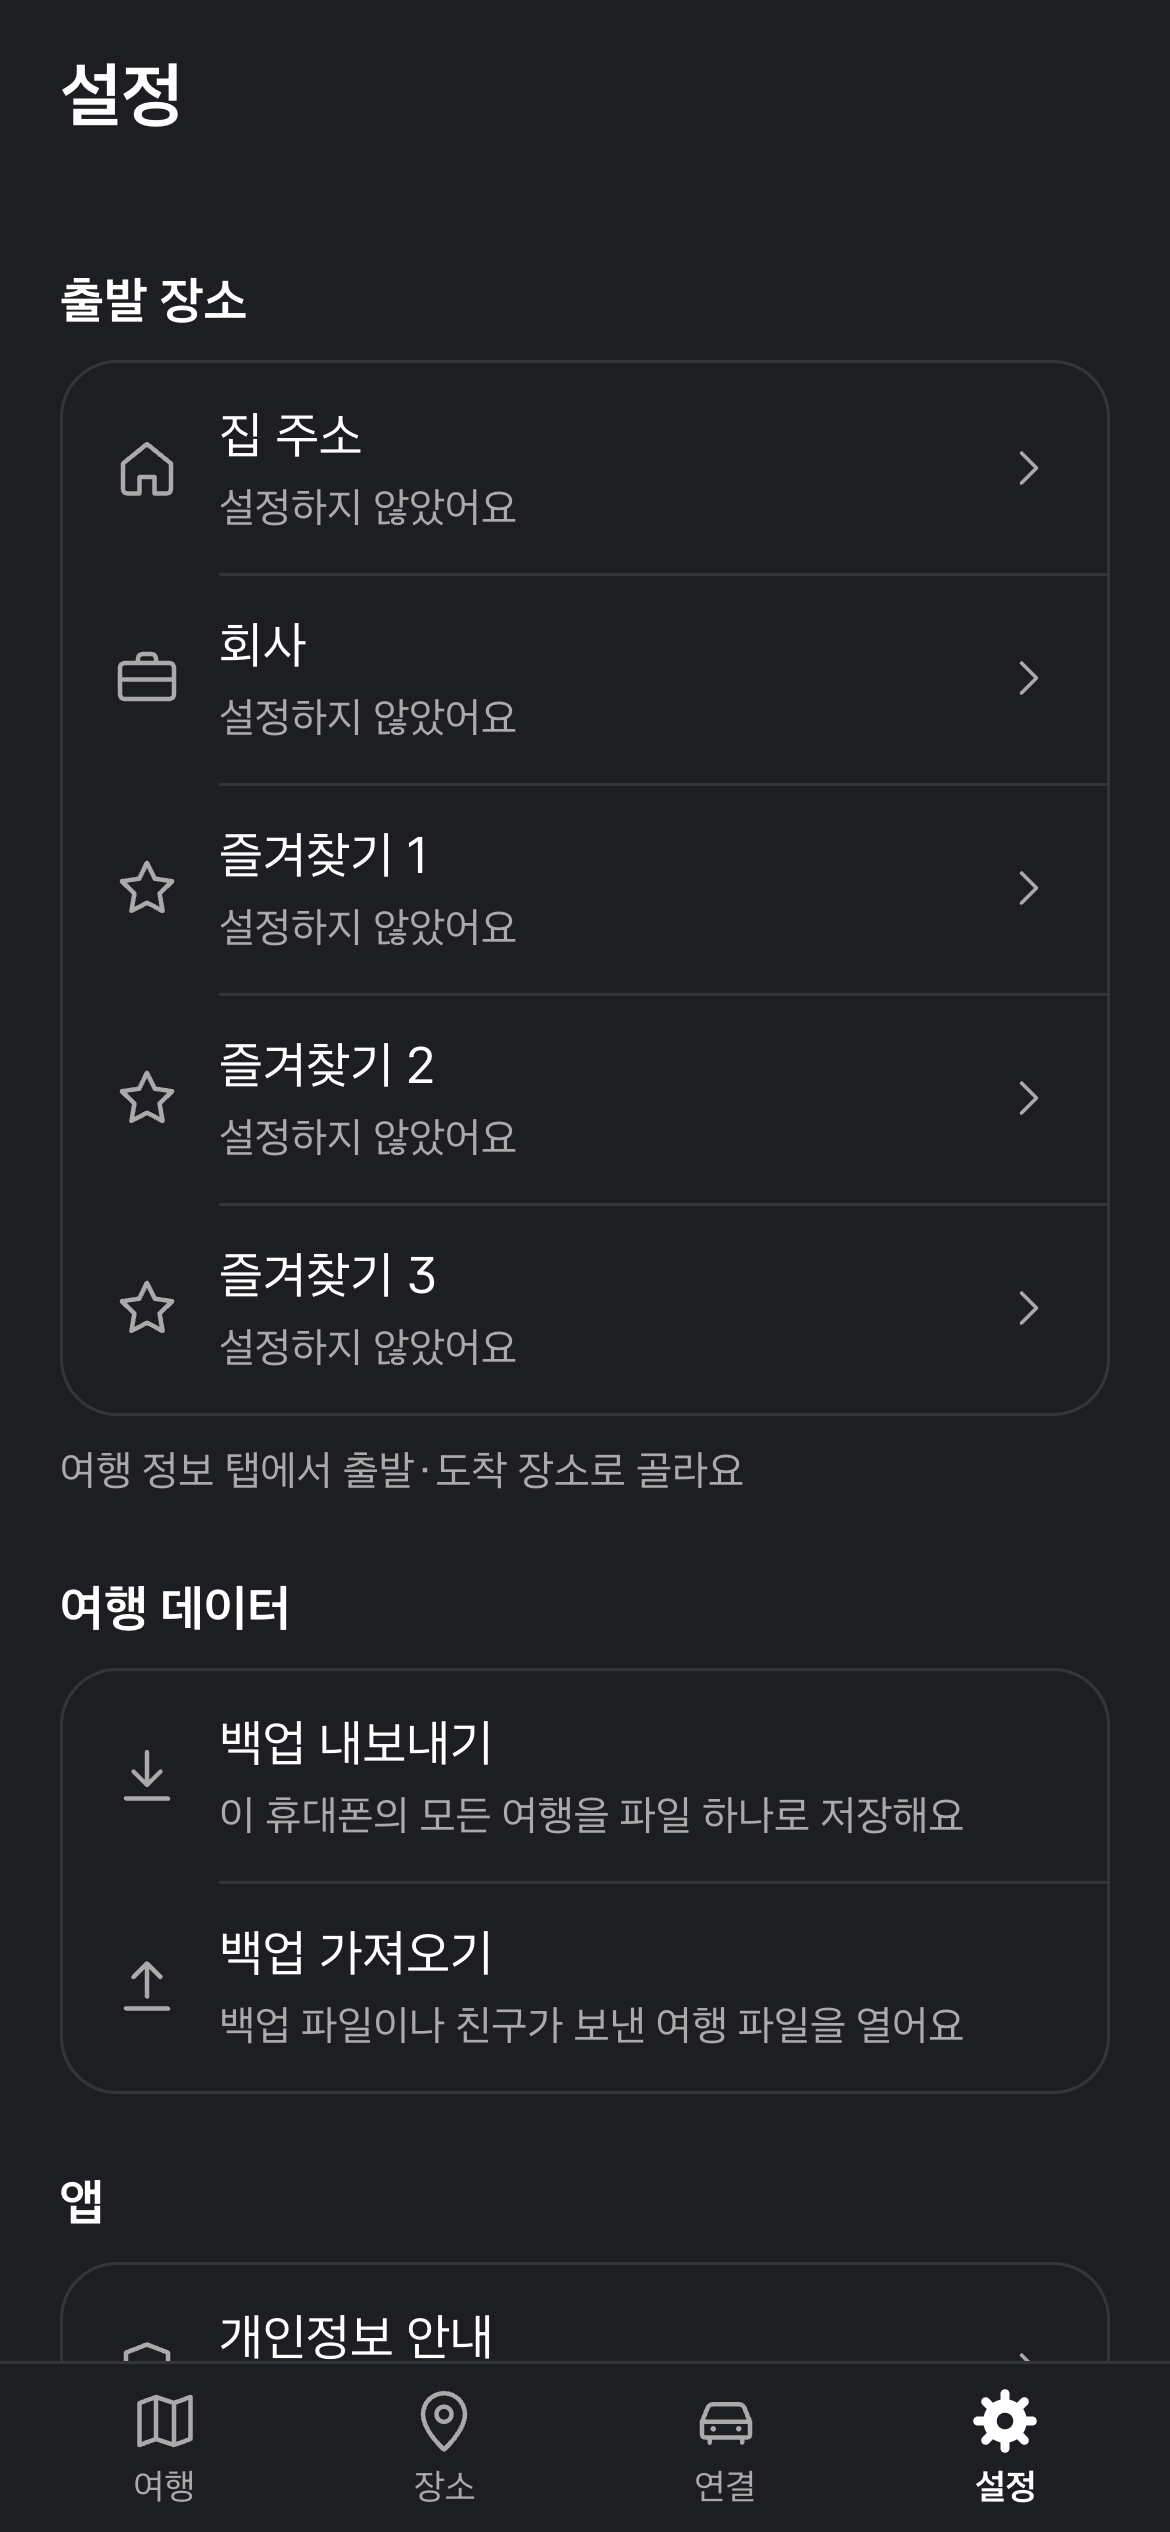 설정
출발 장소
집 주소
설정하지 않았어요
회사
설정하지 않았어요
즐겨찾기 1
설정하지 않았어요
즐겨찾기 2
설정하지 않았어요
즐겨찾기 3
설정하지 않았어요
여행 정보 탭에서 출발·도착 장소로 골라요
여행 데이터
백업 내보내기
이 휴대폰의 모든 여행을 파일 하나로 저장해요
백업 가져오기
백업 파일이나 친구가 보낸 여행 파일을 열어요
앱
개인정보 안내
여행
장소
연결
설정